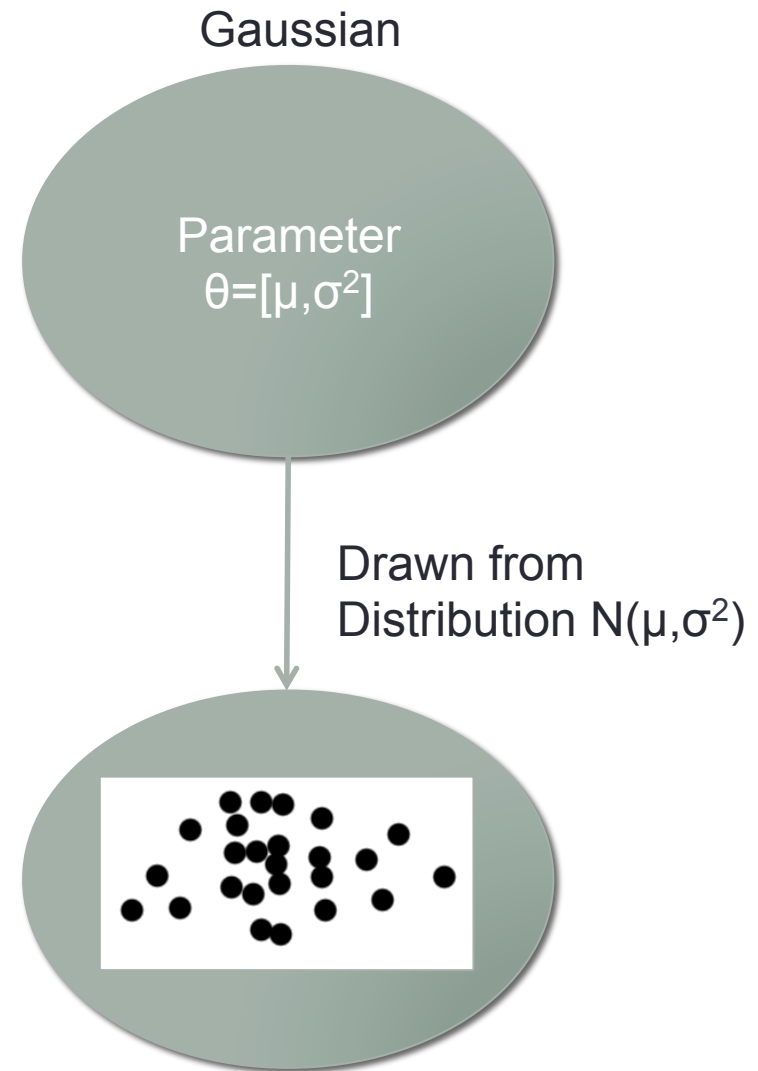 Gaussian
Parameter
θ=[μ,σ²]
Drawn from
Distribution N(μ,σ²)